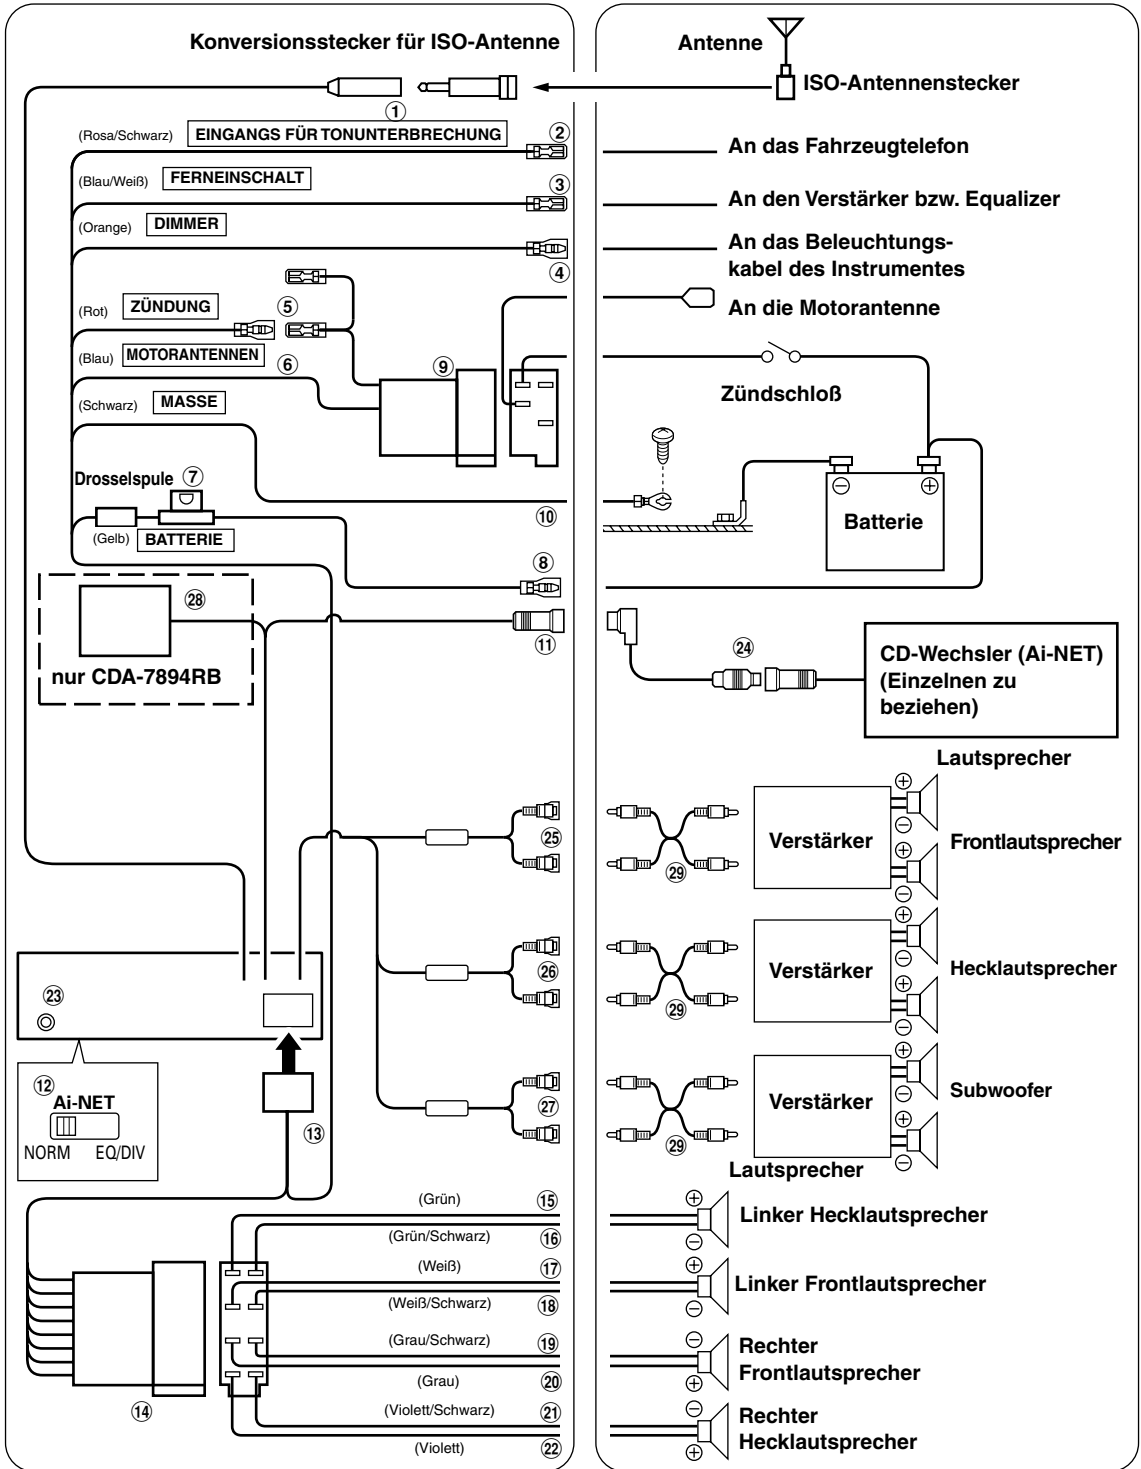 Konversionsstecker für ISO-Antenne
Antenne
ISO-Antennenstecker
①
(Rosa/Schwarz) EINGANGS FÜR TONUNTERBRECHUNG ②
An das Fahrzeugtelefon
(Blau/Weiß) FERNEINSCHALT ③
An den Verstärker bzw. Equalizer
(Orange) DIMMER
④
An das Beleuchtungs-
kabel des Instrumentes
An die Motorantenne
(Rot) ZÜNDUNG ⑤
(Blau) MOTORANTENNEN ⑥ ⑨
Zündschloß
(Schwarz) MASSE
Drosselspule ⑦
⊖ ⊕
Batterie
⑩
(Gelb) BATTERIE
⑧
㉘
nur CDA-7894RB
⑪
㉔
CD-Wechsler (Ai-NET)
(Einzelnen zu
beziehen)
Lautsprecher
㉕
㉙
Verstärker
⊕
⊖
⊕
⊖
Frontlautsprecher
㉖
㉙
Verstärker
⊕
⊖
⊕
⊖
Hecklautsprecher
㉓
⑫
Ai-NET
NORM EQ/DIV
⑬
㉗
㉙
Verstärker
⊕
⊖
⊕
⊖
Subwoofer
Lautsprecher
(Grün) ⑮
(Grün/Schwarz) ⑯
⊕
⊖
Linker Hecklautsprecher
(Weiß) ⑰
(Weiß/Schwarz) ⑱
⊕
⊖
Linker Frontlautsprecher
(Grau/Schwarz) ⑲
(Grau) ⑳
⊖
⊕
Rechter
Frontlautsprecher
⑭
(Violett/Schwarz) ㉑
(Violett) ㉒
⊖
⊕
Rechter
Hecklautsprecher